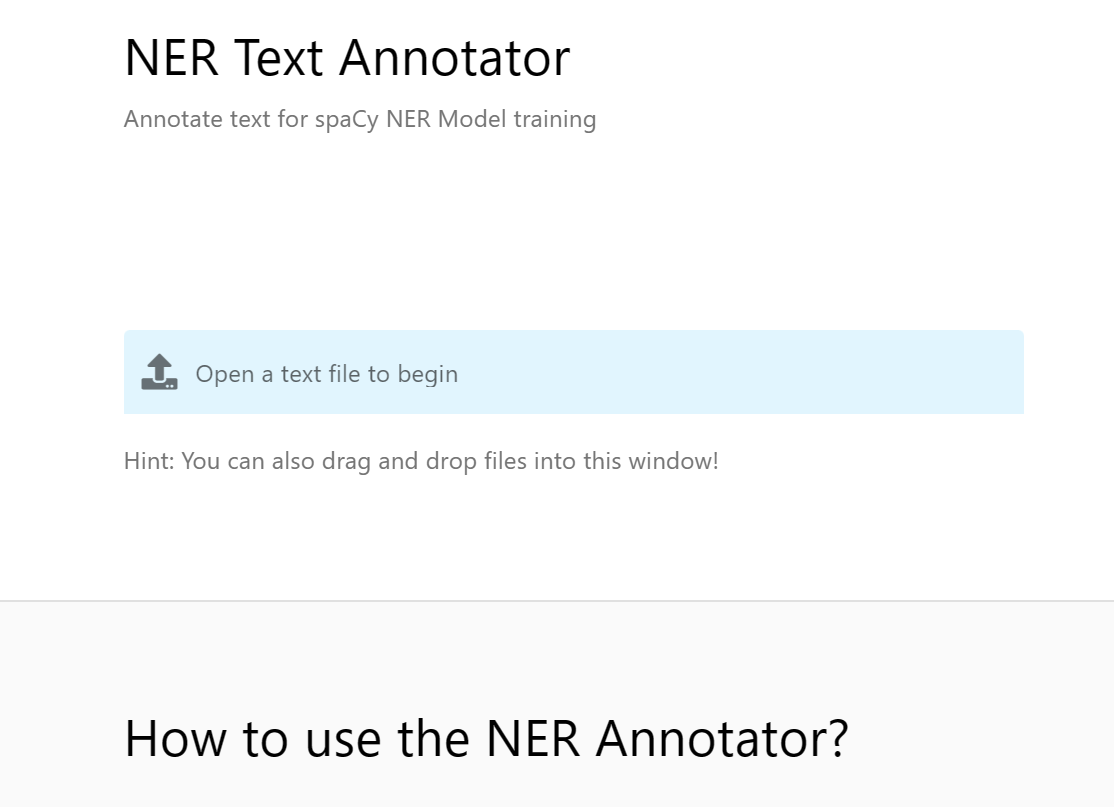 NER Text Annotator
Annotate text for spaCy NER Model training
Open a text file to begin
Hint: You can also drag and drop files into this window!
How to use the NER Annotator?